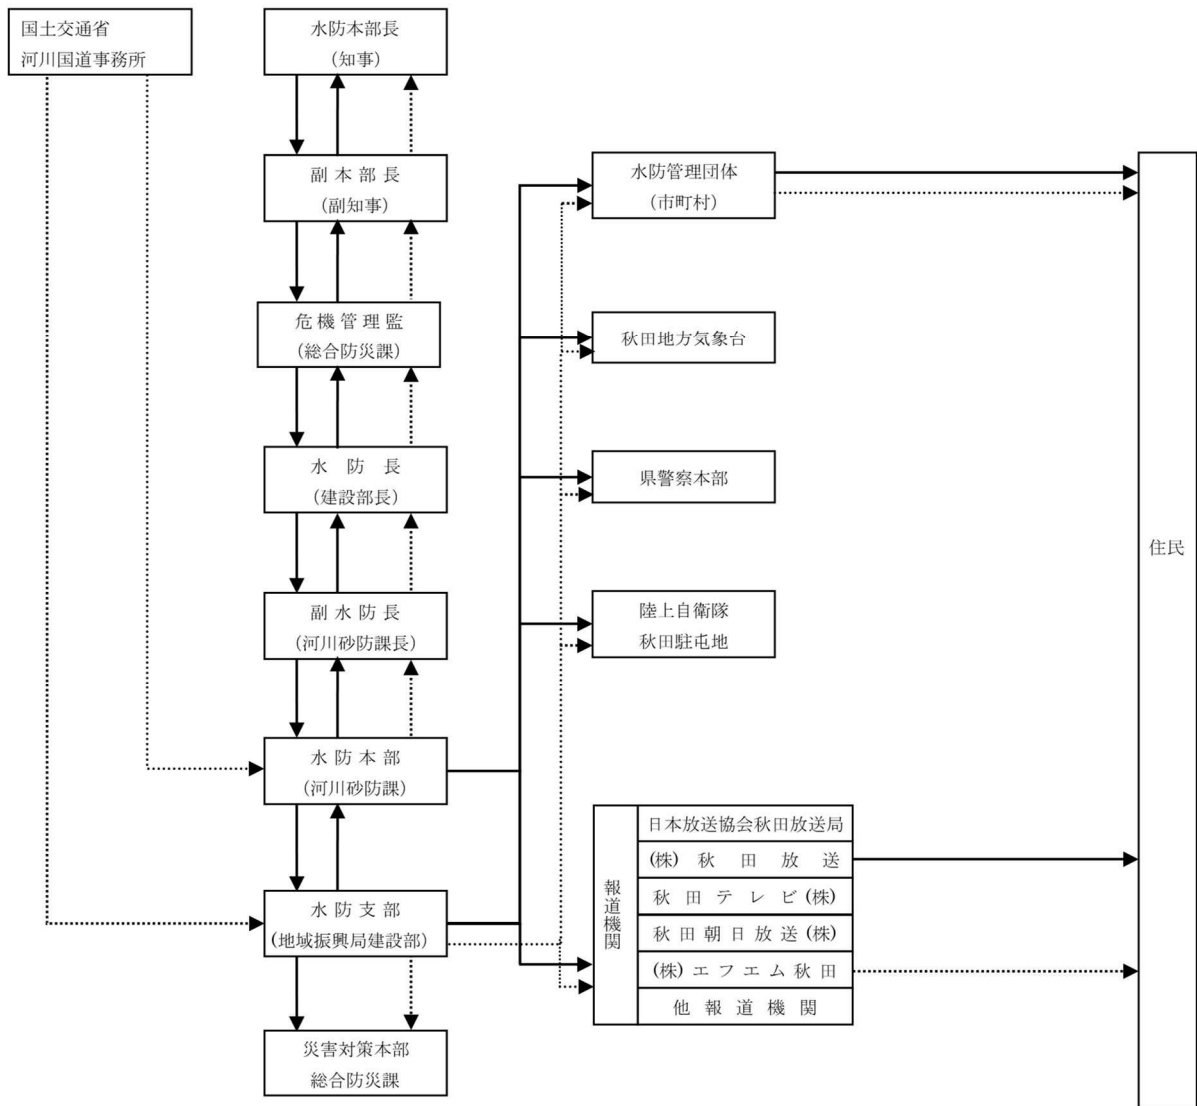 国土交通省
河川国道事務所
水防本部長
(知事)
副本部長
(副知事)
危機管理監
(総合防災課)
水防長
(建設部長)
副水防長
(河川砂防課長)
水防本部
(河川砂防課)
水防支部
(地域振興局建設部)
災害対策本部
総合防災課
水防管理団体
(市町村)
秋田地方気象台
県警察本部
陸上自衛隊
秋田駐屯地
報道機関
日本放送協会秋田放送局
(株)秋田放送
秋田テレビ(株)
秋田朝日放送(株)
(株)エフエム秋田
他報道機関
住民